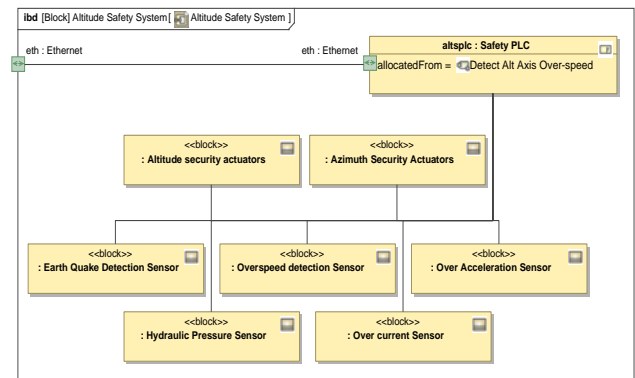 ibd [Block] Altitude Safety System[ Altitude Safety System ]
eth : Ethernet
eth : Ethernet
altsplc : Safety PLC
allocatedFrom = Detect Alt Axis Over-speed
<<block>>
: Altitude security actuators
<<block>>
: Azimuth Security Actuators
<<block>>
: Earth Quake Detection Sensor
<<block>>
: Overspeed detection Sensor
<<block>>
: Over Acceleration Sensor
<<block>>
: Hydraulic Pressure Sensor
<<block>>
: Over current Sensor